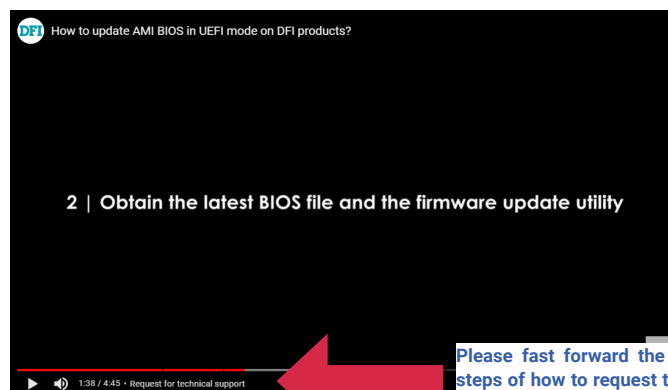 DFI How to update AMI BIOS in UEFI mode on DFI products?
2 | Obtain the latest BIOS file and the firmware update utility
Please fast forward the
1:38 / 4:45 • Request for technical support
steps of how to request t